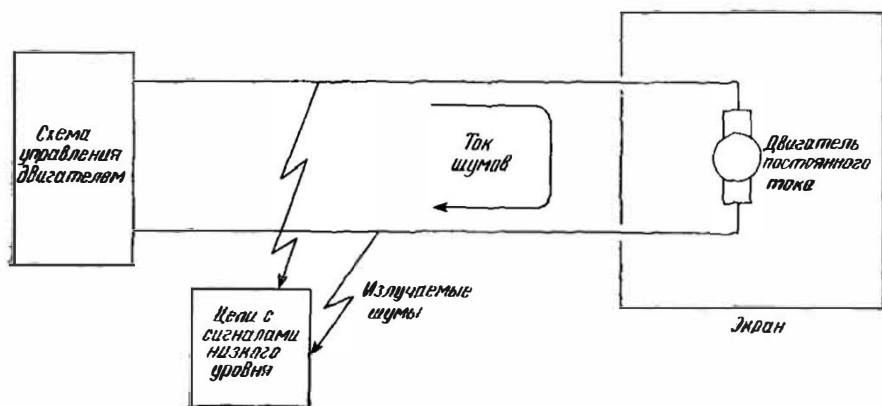 Схема
управления
двигателем
Ток
шумов
Двигатель
постоянного
тока
Излучаемые
шумы
Цепи с
сигналами
низкого
уровня
Экран